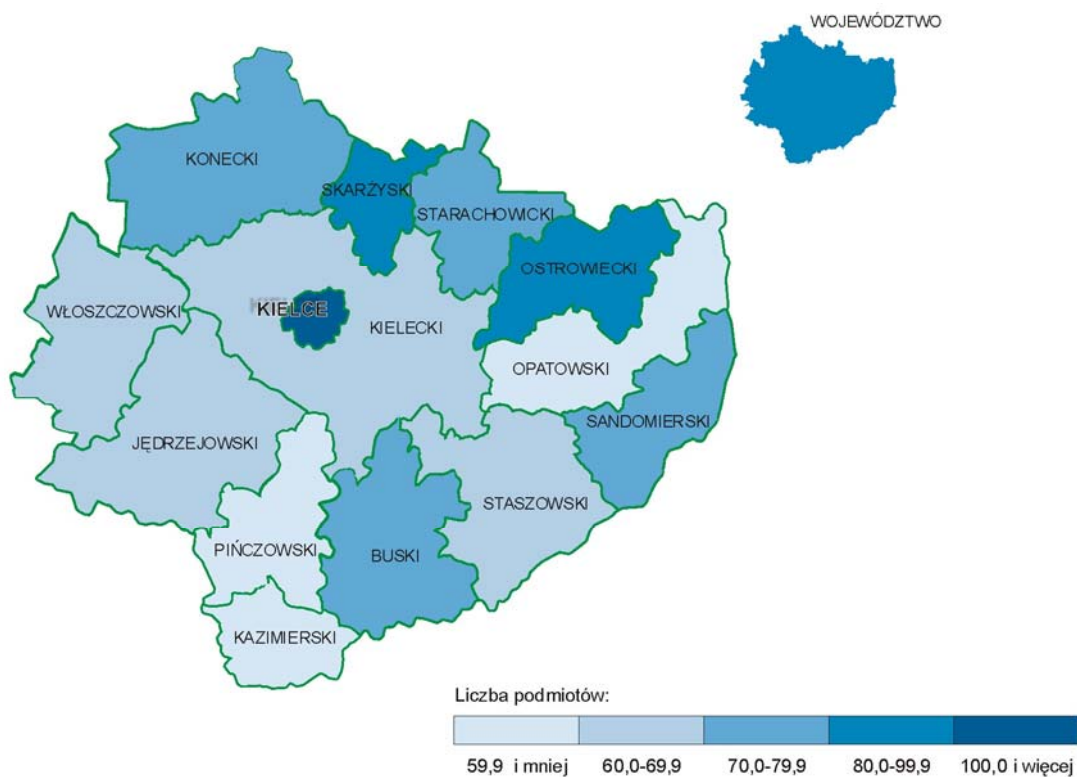 WOJEWÓDZTWO
KONECKI
SKARŻYSKI
STARACHOWICKI
OSTROWIECKI
WŁOSZCZOWSKI
KIELCE
KIELECKI
OPATOWSKI
SANDOMIERSKI
JĘDRZEJOWSKI
STASZOWSKI
PIŃCZOWSKI
BUSKI
KAZIMIERSKI
Liczba podmiotów:
59,9 i mniej 60,0-69,9 70,0-79,9 80,0-99,9 100,0 i więcej